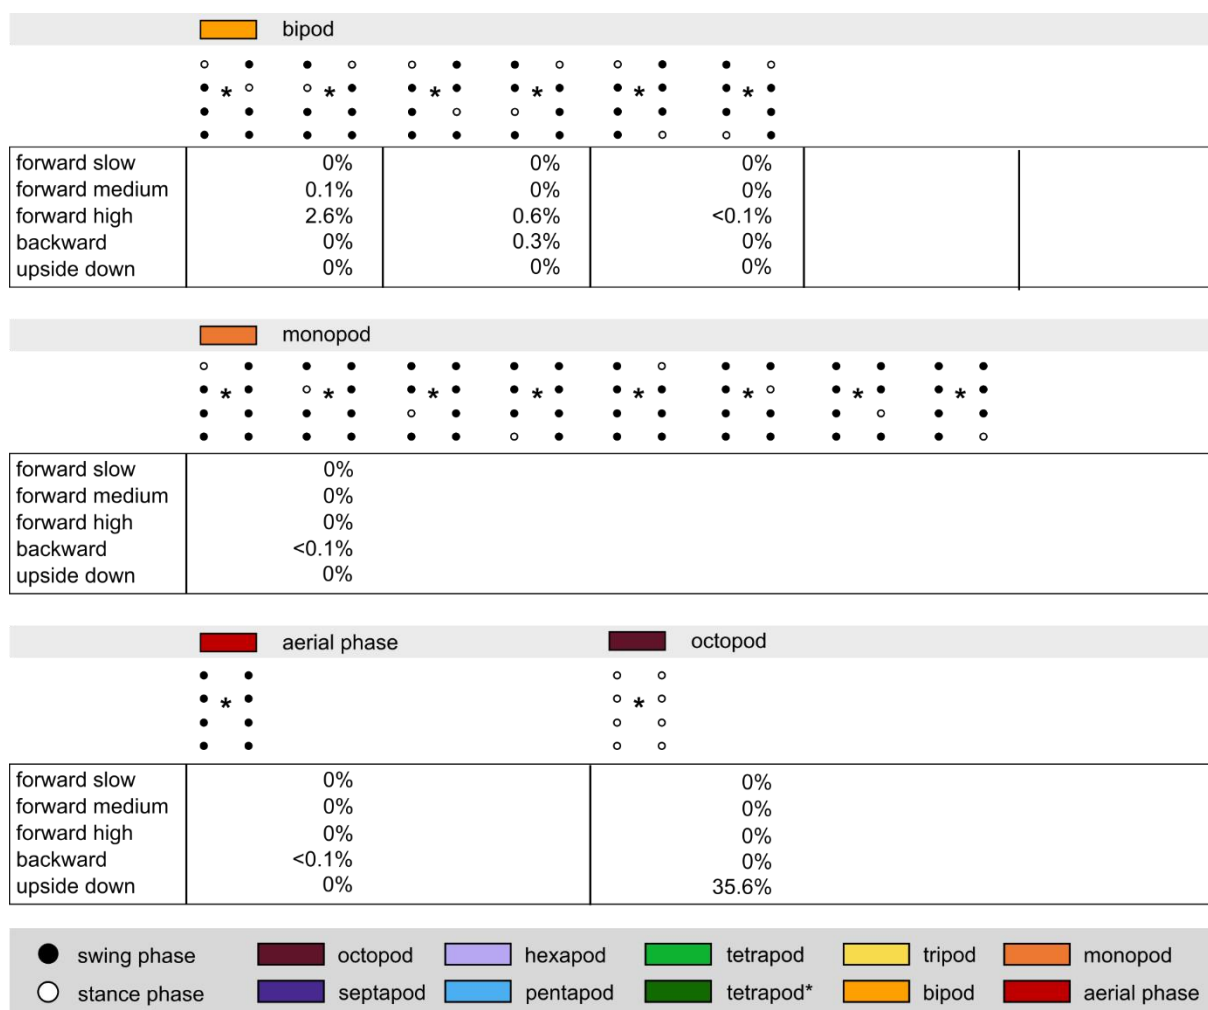 bipod
* * * * * *
forward slow 0% 0% 0%
forward medium 0.1% 0% 0%
forward high 2.6% 0.6% <0.1%
backward 0% 0.3% 0%
upside down 0% 0% 0%
monopod
* * * * * * * *
forward slow 0%
forward medium 0%
forward high 0%
backward <0.1%
upside down 0%
aerial phase octopod
* *
forward slow 0% 0%
forward medium 0% 0%
forward high 0% 0%
backward <0.1% 0%
upside down 0% 35.6%
swing phase octopod hexapod tetrapod tripod monopod
stance phase septapod pentapod tetrapod* bipod aerial phase